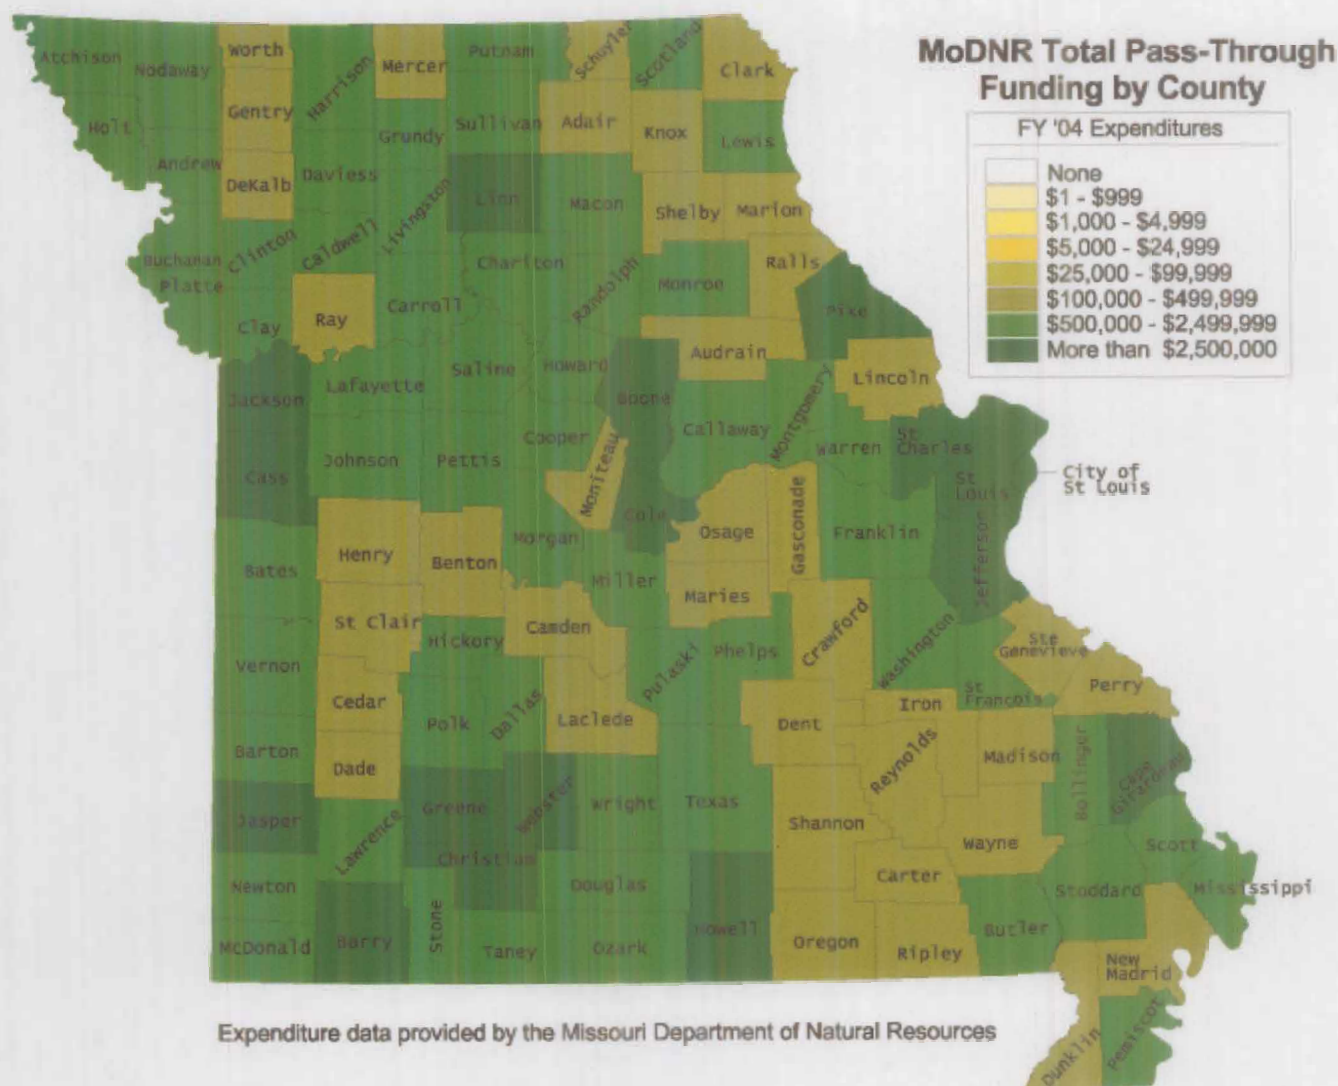 MoDNR Total Pass-Through
Funding by County
FY '04 Expenditures
None
$1 - $999
$1,000 - $4,999
$5,000 - $24,999
$25,000 - $99,999
$100,000 - $499,999
$500,000 - $2,499,999
More than $2,500,000
Atchison
Nodaway
Worth
Harrison
Mercer
Putnam
Schuyler
Scotland
Clark
Holt
Gentry
Grundy
Sullivan
Adair
Knox
Lewis
Andrew
DeKalb
Daviess
Livingston
Linn
Macon
Shelby
Marion
Buchanan
Clinton
Caldwell
Chariton
Randolph
Monroe
Ralls
Platte
Clay
Ray
Carroll
Pike
Jackson
Lafayette
Saline
Howard
Boone
Audrain
Lincoln
Cass
Johnson
Pettis
Cooper
Moniteau
Callaway
Montgomery
Warren
St
Charles
St
Louis
City of
St Louis
Cole
Osage
Gasconade
Franklin
Jefferson
Bates
Henry
Benton
Morgan
Miller
Maries
St Clair
Hickory
Camden
Pulaski
Phelps
Crawford
Washington
Ste
Genevieve
Vernon
Cedar
Polk
Dallas
Laclede
Dent
Iron
St
Francois
Perry
Barton
Dade
Reynolds
Madison
Bollinger
Cape
Girardeau
Jasper
Lawrence
Greene
Webster
Wright
Texas
Shannon
Wayne
Scott
Christian
Newton
Douglas
Carter
Stoddard
Mississippi
McDonald
Barry
Stone
Taney
Ozark
Howell
Oregon
Ripley
Butler
New
Madrid
Dunklin
Pemiscot
Expenditure data provided by the Missouri Department of Natural Resources